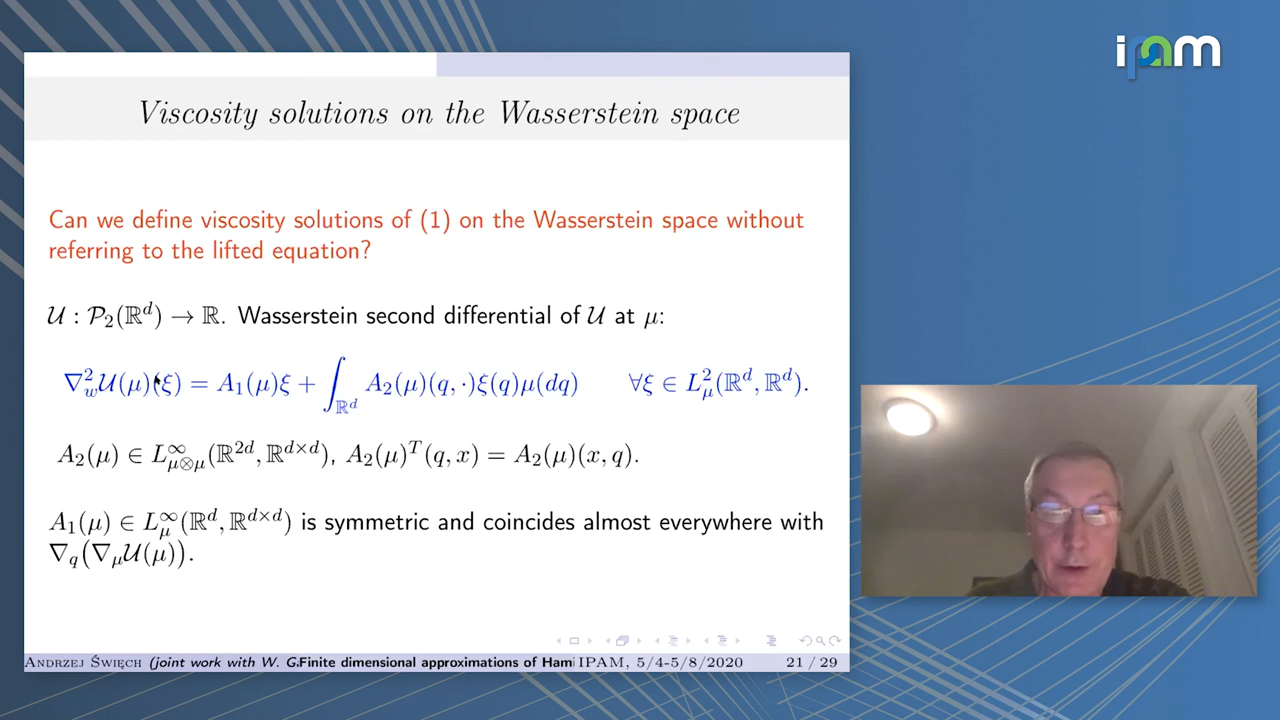 ipam
Viscosity solutions on the Wasserstein space
Can we define viscosity solutions of (1) on the Wasserstein space without
referring to the lifted equation?
𝒰 : 𝒫₂(ℝᵈ) → ℝ. Wasserstein second differential of 𝒰 at μ:
∇²_w 𝒰(μ)(ξ) = A₁(μ)ξ + ∫_{ℝᵈ} A₂(μ)(q, ·)ξ(q)μ(dq) ∀ξ ∈ L²_μ(ℝᵈ, ℝᵈ).
A₂(μ) ∈ L^∞_{μ⊗μ}(ℝ^{2d}, ℝ^{d×d}), A₂(μ)ᵀ(q, x) = A₂(μ)(x, q).
A₁(μ) ∈ L^∞_μ(ℝᵈ, ℝ^{d×d}) is symmetric and coincides almost everywhere with
∇_q(∇_μ𝒰(μ)).
Andrzej Święch (joint work with W. G.Finite dimensional approximations of Ham IPAM, 5/4-5/8/2020 21 / 29